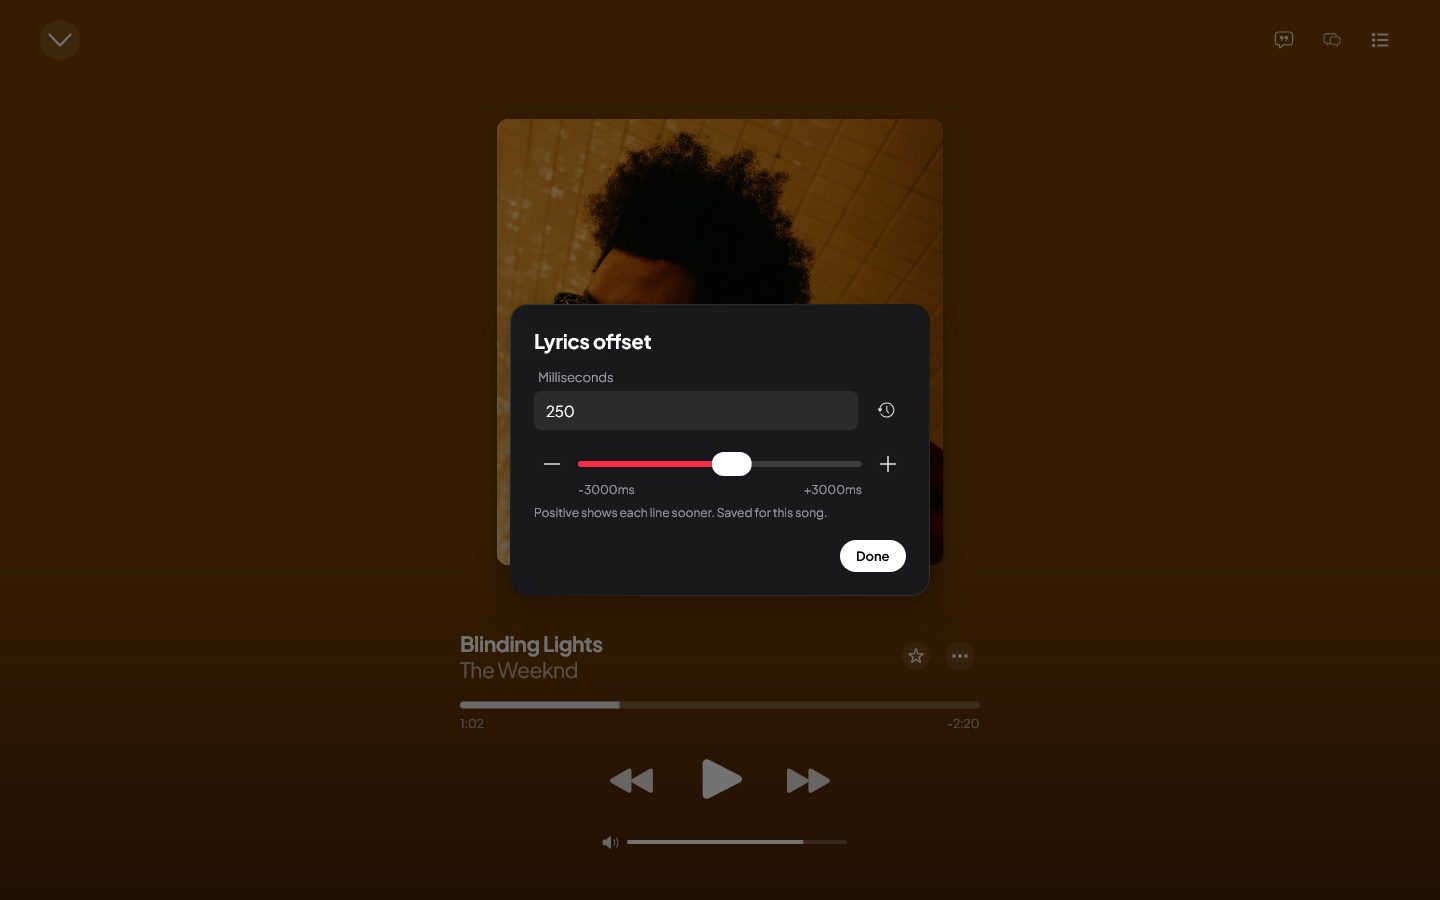 Lyrics offset
Milliseconds
250
-3000ms +3000ms
Positive shows each line sooner. Saved for this song.
Done
Blinding Lights
The Weeknd
1:02 -2:20